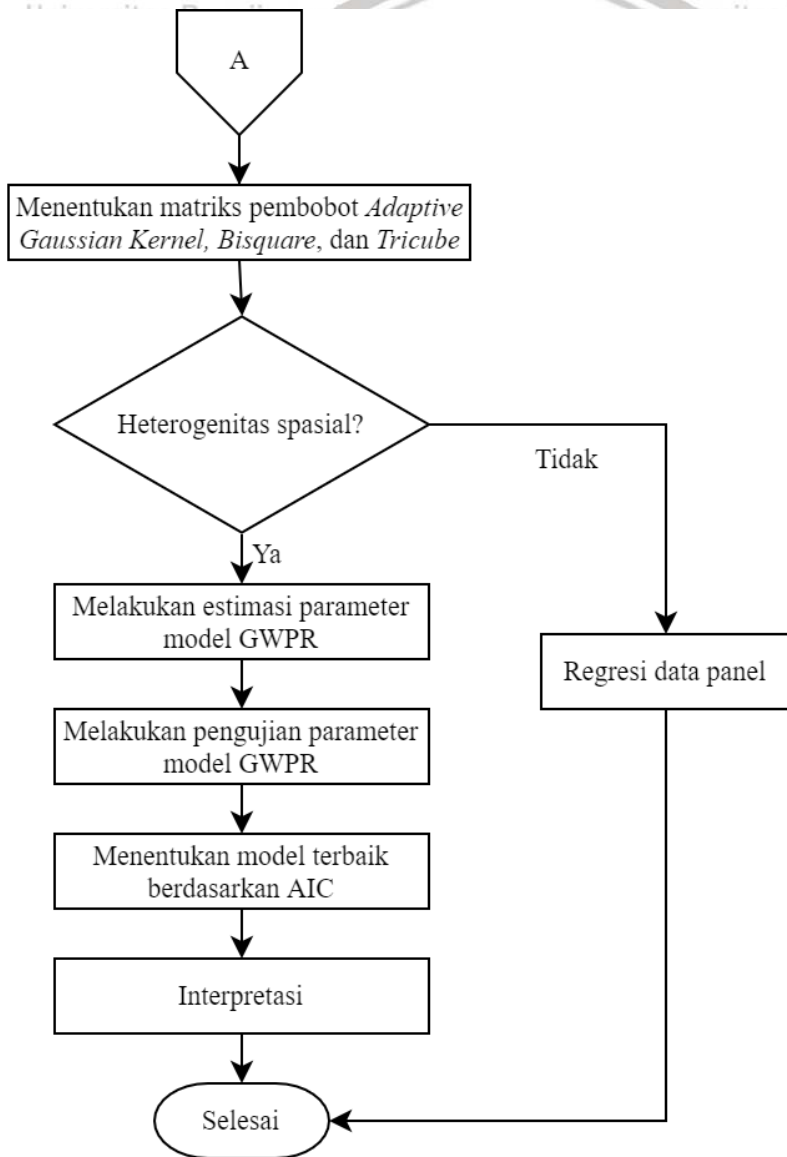 A
Menentukan matriks pembobot Adaptive
Gaussian Kernel, Bisquare, dan Tricube
Heterogenitas spasial?
Tidak
Ya
Melakukan estimasi parameter
model GWPR
Regresi data panel
Melakukan pengujian parameter
model GWPR
Menentukan model terbaik
berdasarkan AIC
Interpretasi
Selesai